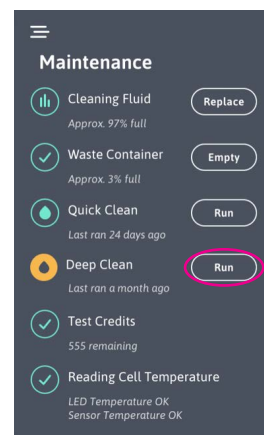 Maintenance
Cleaning Fluid
Replace
Approx. 97% full
Waste Container
Empty
Approx. 3% full
Quick Clean
Run
Last ran 24 days ago
Deep Clean
Run
Last ran a month ago
Test Credits
555 remaining
Reading Cell Temperature
LED Temperature OK
Sensor Temperature OK